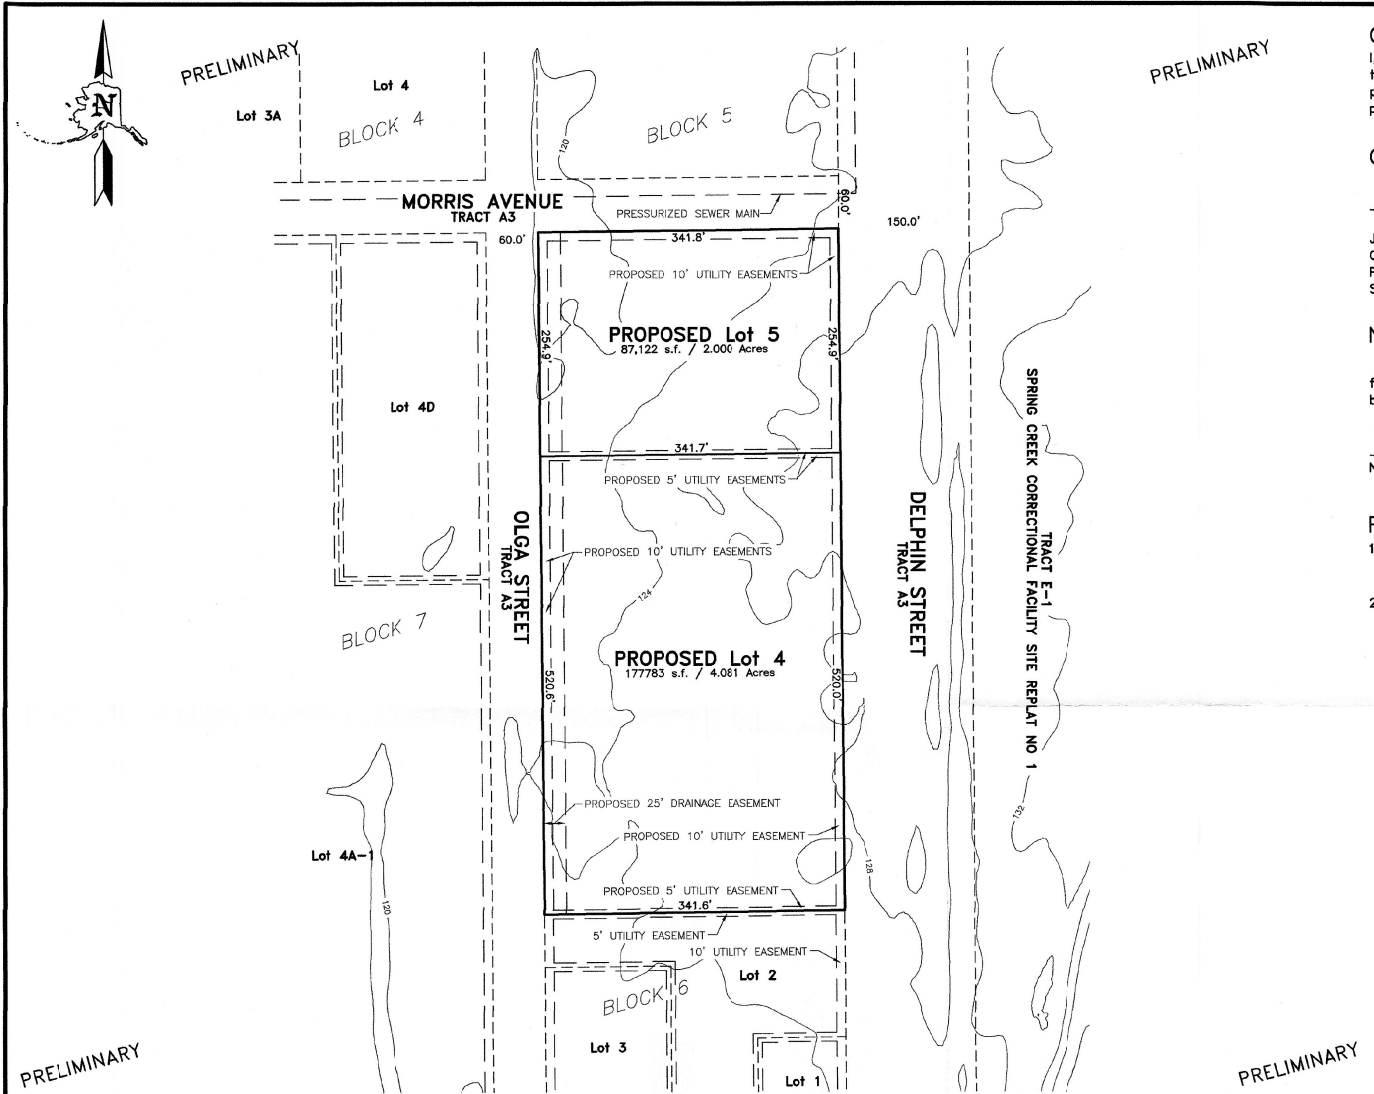 PRELIMINARY
PRELIMINARY
N
Lot 4
Lot 3A
BLOCK 4
BLOCK 5
120
MORRIS AVENUE
TRACT A3
PRESSURIZED SEWER MAIN
60.0'
150.0'
60.0'
341.8'
PROPOSED 10' UTILITY EASEMENTS
PROPOSED Lot 5
87,122 s.f. / 2.000 Acres
254.9'
254.9'
Lot 4D
341.7'
PROPOSED 5' UTILITY EASEMENTS
OLGA STREET
TRACT A3
PROPOSED 10' UTILITY EASEMENTS
DELPHIN STREET
TRACT A3
TRACT E-1
SPRING CREEK CORRECTIONAL FACILITY SITE REPLAT NO 1
124
BLOCK 7
PROPOSED Lot 4
177783 s.f. / 4.081 Acres
520.6'
520.0'
PROPOSED 25' DRAINAGE EASEMENT
132
PROPOSED 10' UTILITY EASEMENT
Lot 4A-1
128
PROPOSED 5' UTILITY EASEMENT
341.6'
120
5' UTILITY EASEMENT
10' UTILITY EASEMENT
Lot 2
BLOCK 6
Lot 3
Lot 1
PRELIMINARY
PRELIMINARY
1
2